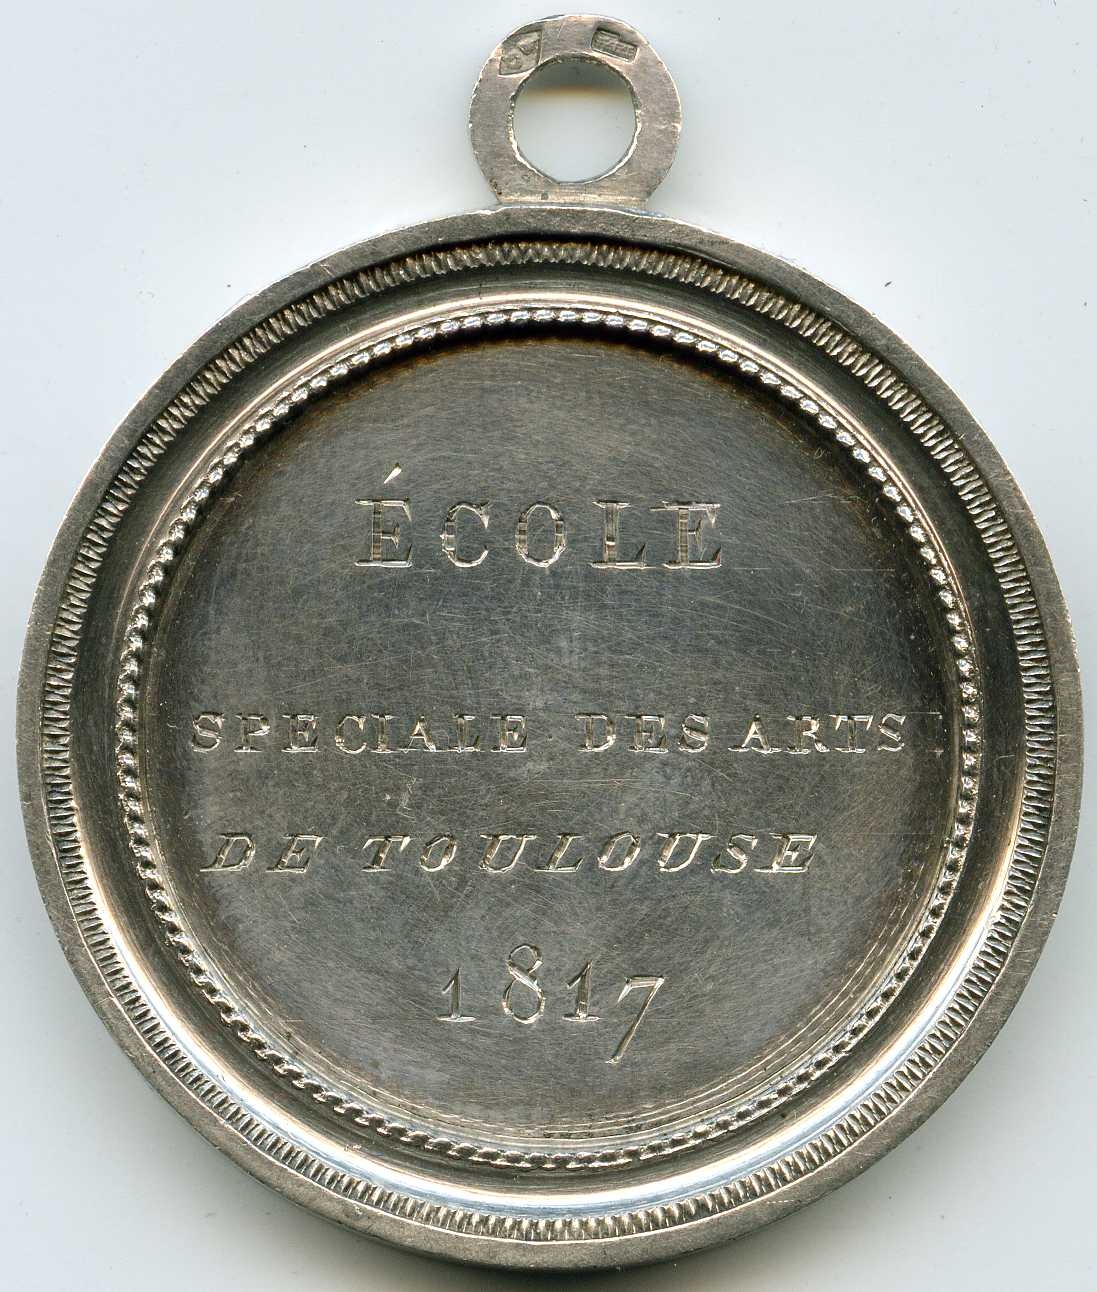 ÉCOLE
SPECIALE DES ARTS
DE TOULOUSE
1817